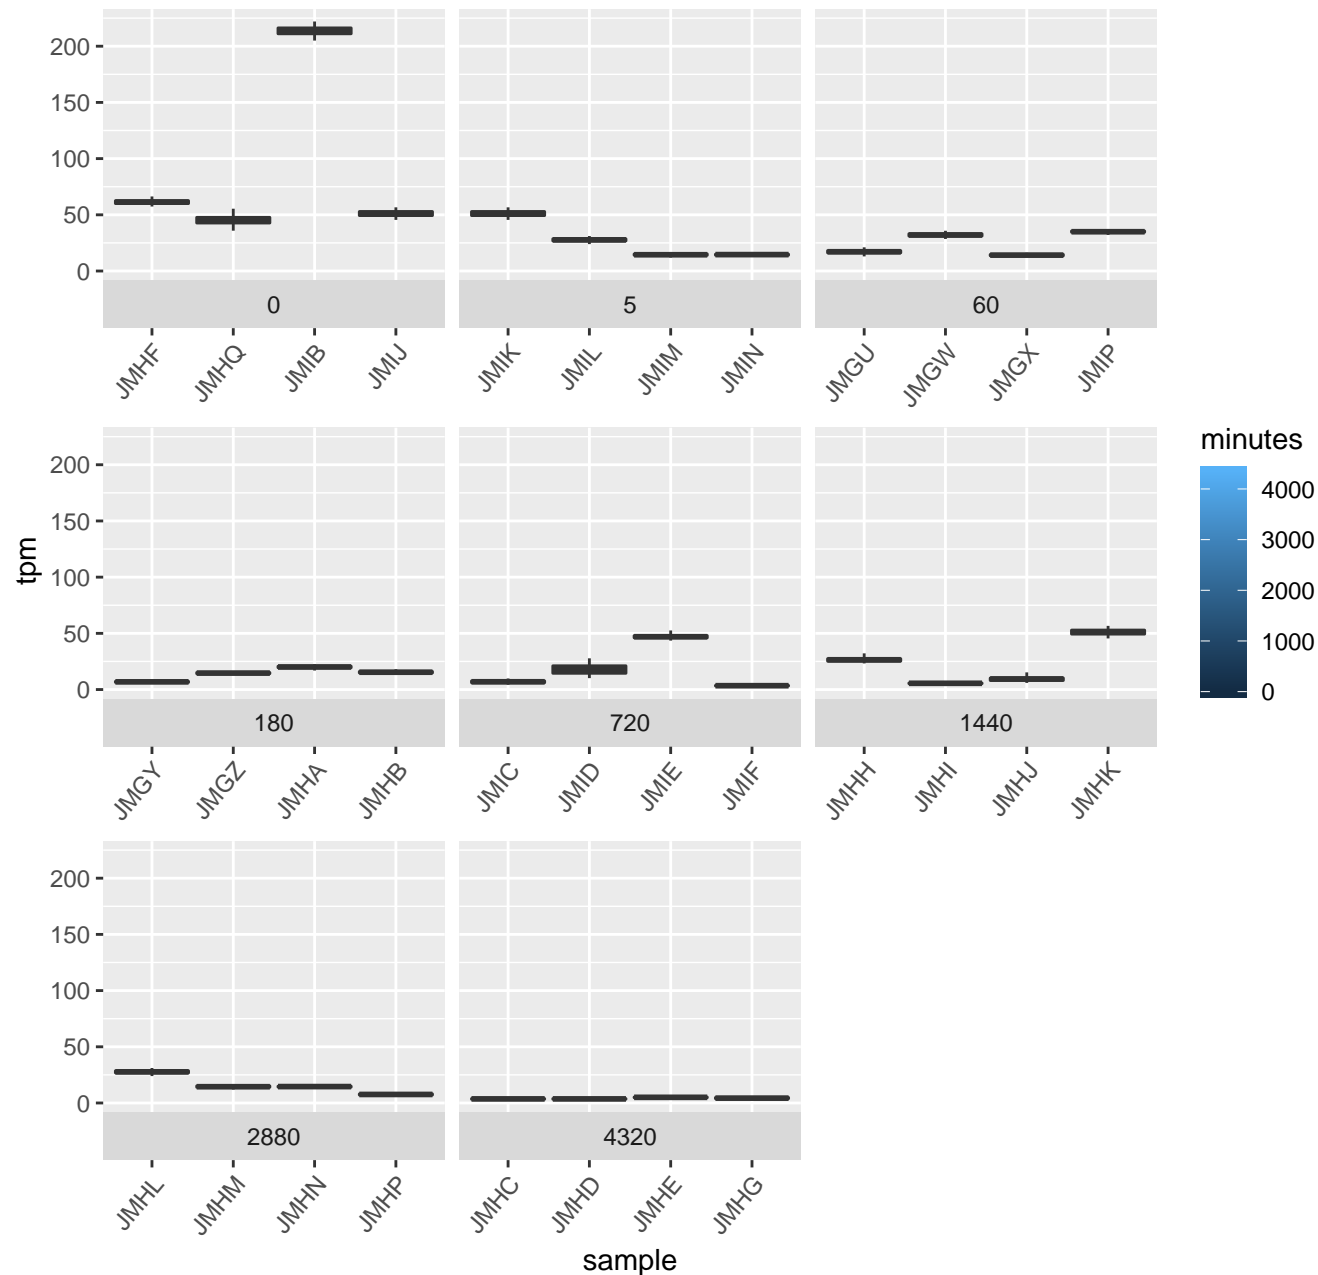 200
150
100
50
0
0 5 60
JMHF JMHQ JMIB JMIJ JMIK JMIL JMIM JMIN JMGU JMGW JMGX JMIP
tpm
200
150
100
50
0
180 720 1440
JMGY JMGZ JMHA JMHB JMIC JMID JMIE JMIF JMHH JMHI JMHJ JMHK
minutes
4000
3000
2000
1000
0
200
150
100
50
0
2880 4320
JMHL JMHM JMHN JMHP JMHC JMHD JMHE JMHG
sample